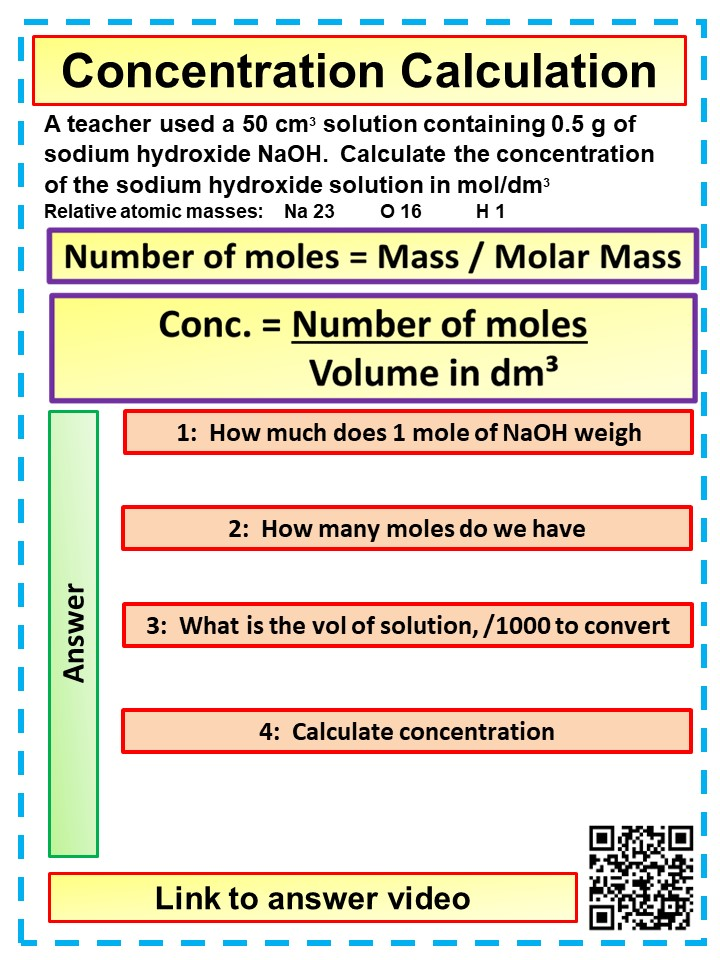 Concentration Calculation
A teacher used a 50 cm³ solution containing 0.5 g of
sodium hydroxide NaOH. Calculate the concentration
of the sodium hydroxide solution in mol/dm³
Relative atomic masses: Na 23 O 16 H 1
Number of moles = Mass / Molar Mass
Conc. = Number of moles
Volume in dm³
Answer
1: How much does 1 mole of NaOH weigh
2: How many moles do we have
3: What is the vol of solution, /1000 to convert
4: Calculate concentration
Link to answer video